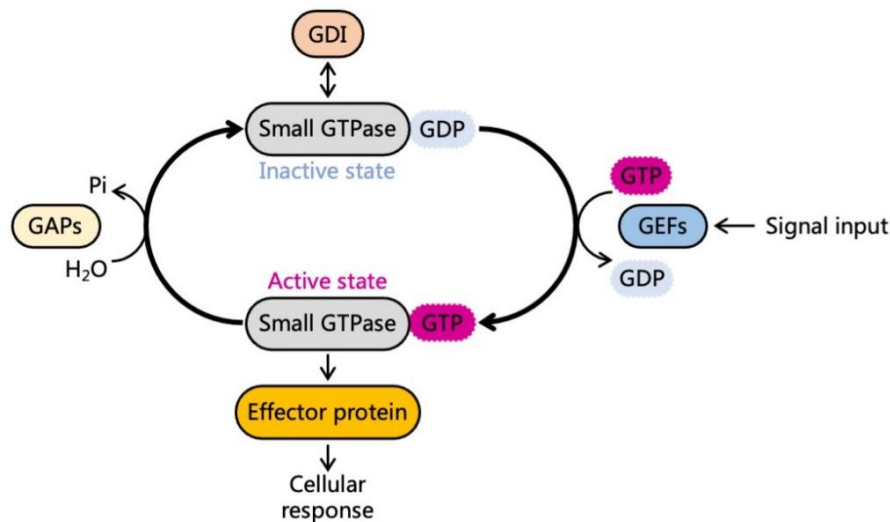 GDI
Small GTPase GDP
Inactive state
GTP
Pi
GAPs
GEFs
Signal input
H₂O
GDP
Active state
Small GTPase GTP
Effector protein
Cellular
response